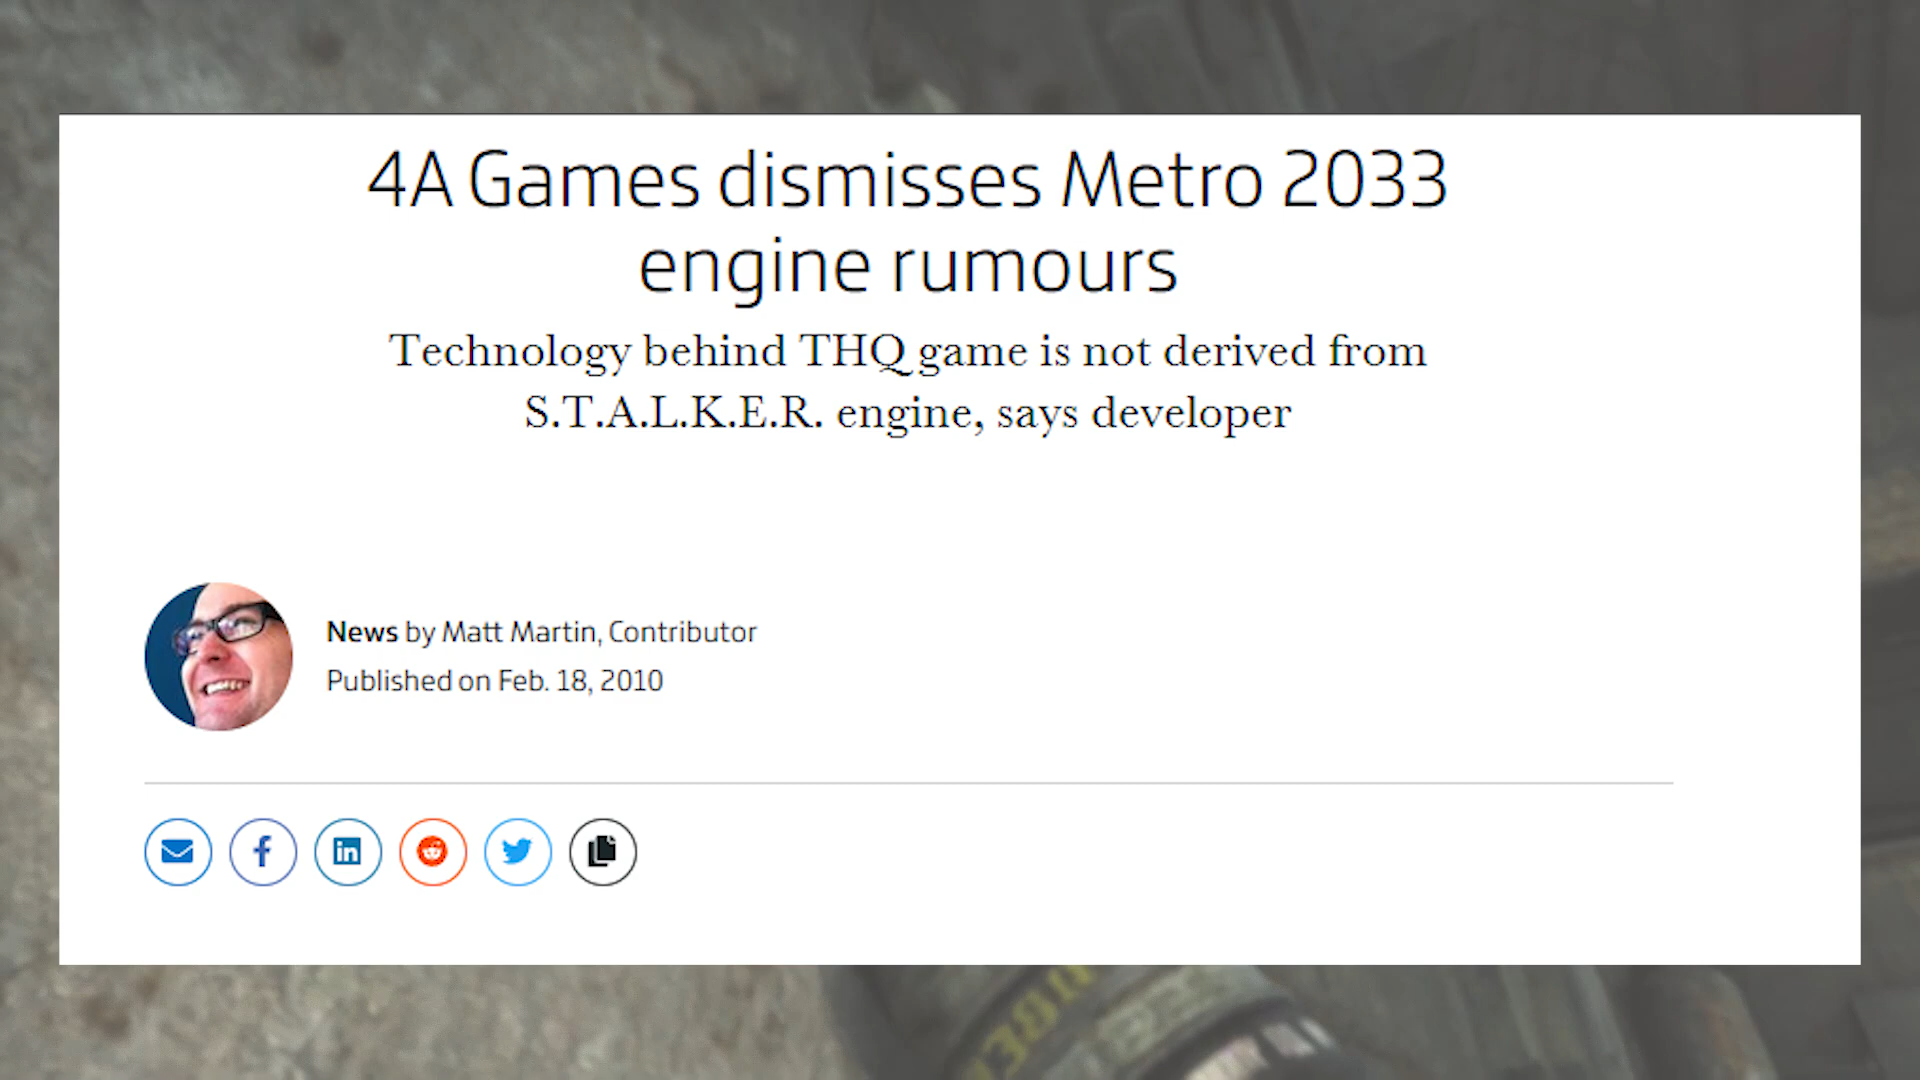 4A Games dismisses Metro 2033
engine rumours
Technology behind THQ game is not derived from
S.T.A.L.K.E.R. engine, says developer
News by Matt Martin, Contributor
Published on Feb. 18, 2010
f
in